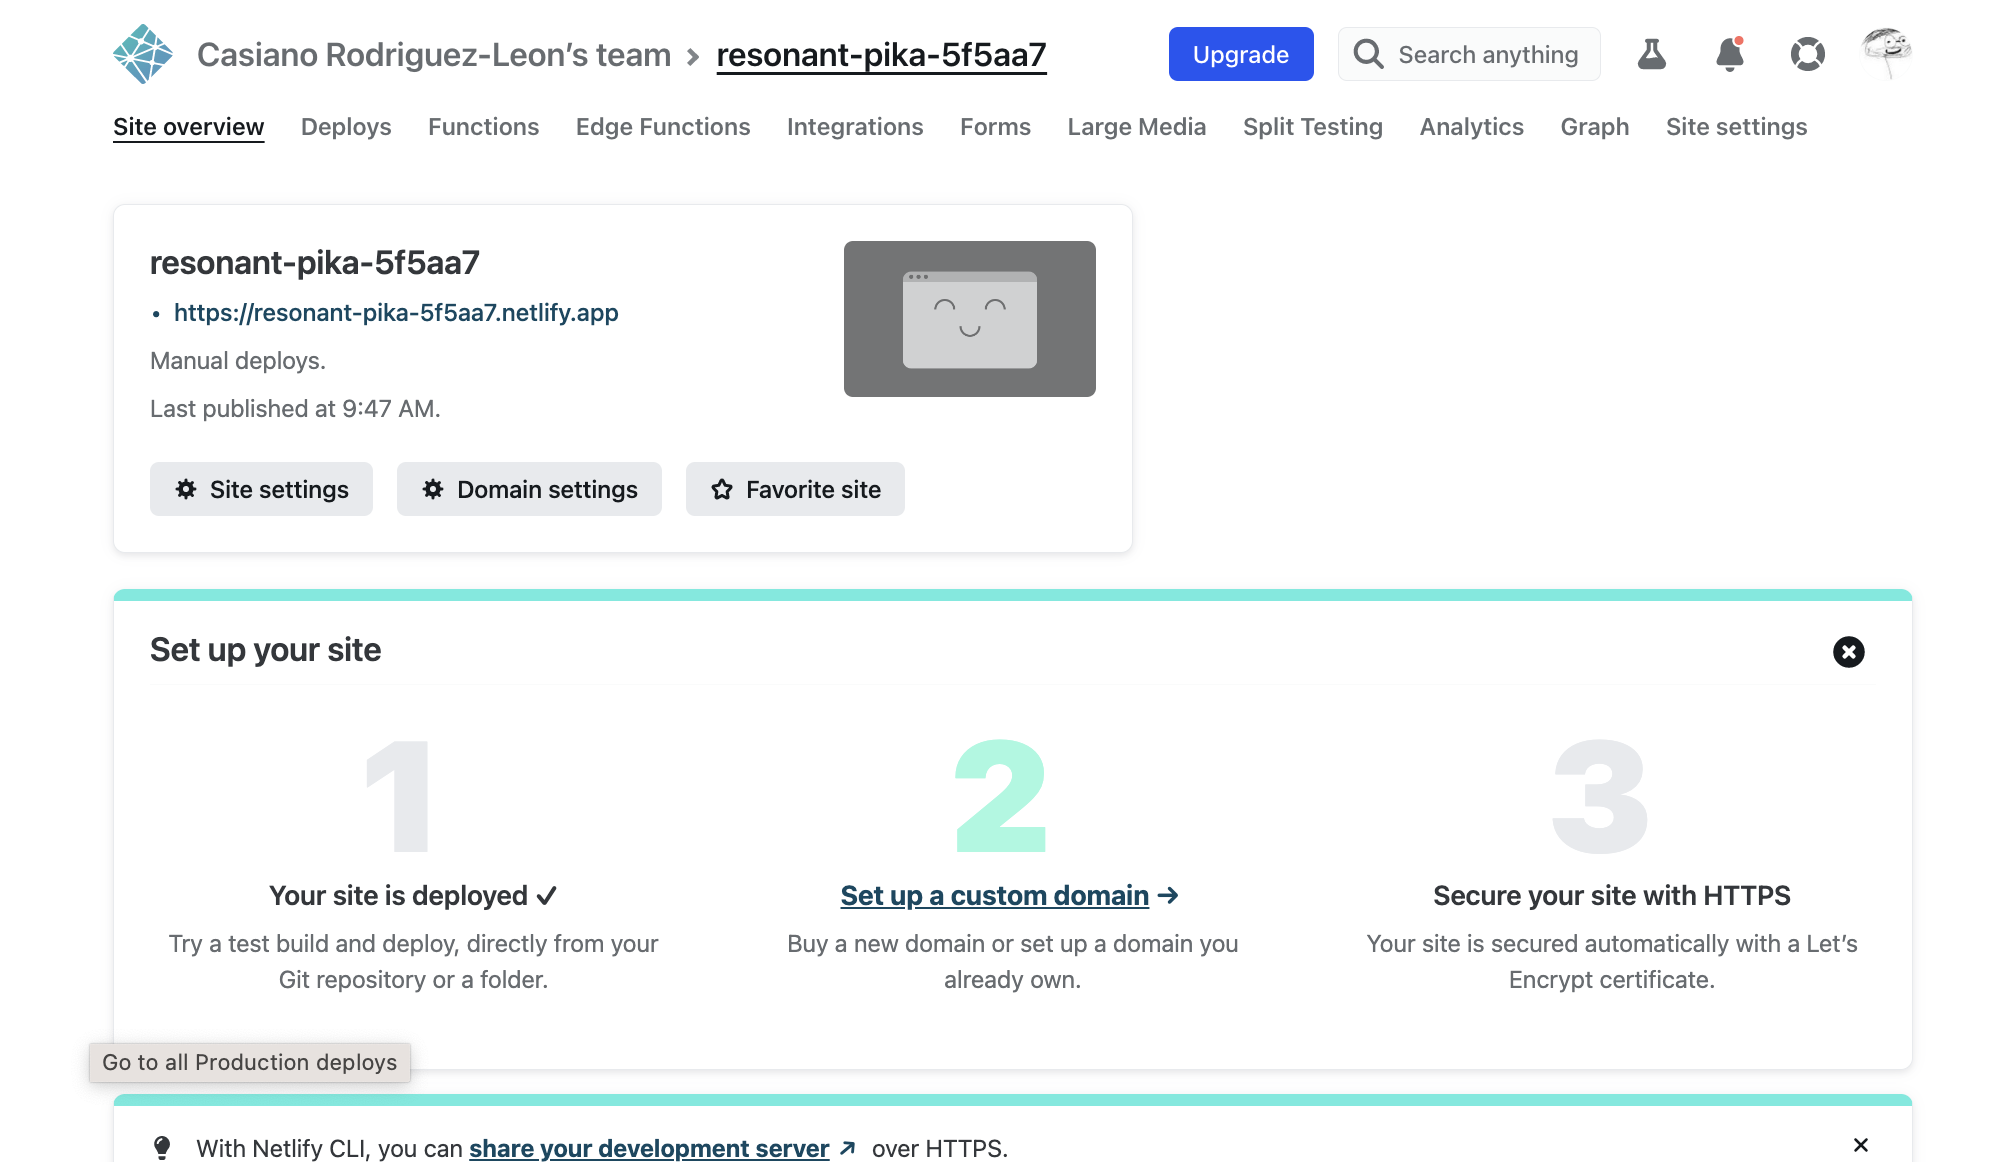 Casiano Rodriguez-Leon’s team > resonant-pika-5f5aa7
Upgrade
Search anything
Site overview Deploys Functions Edge Functions Integrations Forms Large Media Split Testing Analytics Graph Site settings
resonant-pika-5f5aa7
• https://resonant-pika-5f5aa7.netlify.app
Manual deploys.
Last published at 9:47 AM.
Site settings
Domain settings
Favorite site
Set up your site
1
Your site is deployed ✓
Try a test build and deploy, directly from your
Git repository or a folder.
2
Set up a custom domain →
Buy a new domain or set up a domain you
already own.
3
Secure your site with HTTPS
Your site is secured automatically with a Let’s
Encrypt certificate.
Go to all Production deploys
With Netlify CLI, you can share your development server ↗ over HTTPS.